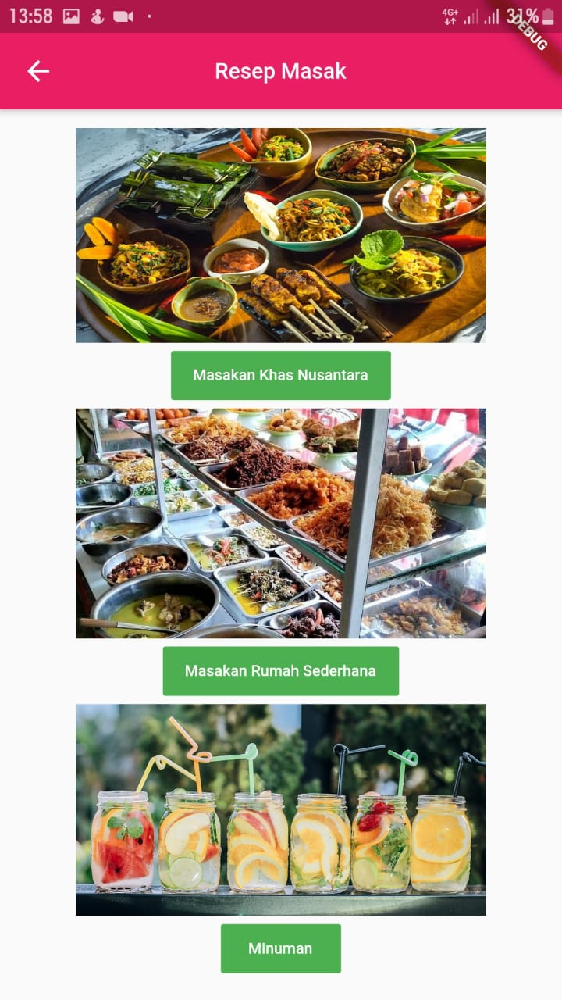 13:58
4G+
31%
DEBUG
Resep Masak
Masakan Khas Nusantara
Masakan Rumah Sederhana
Minuman